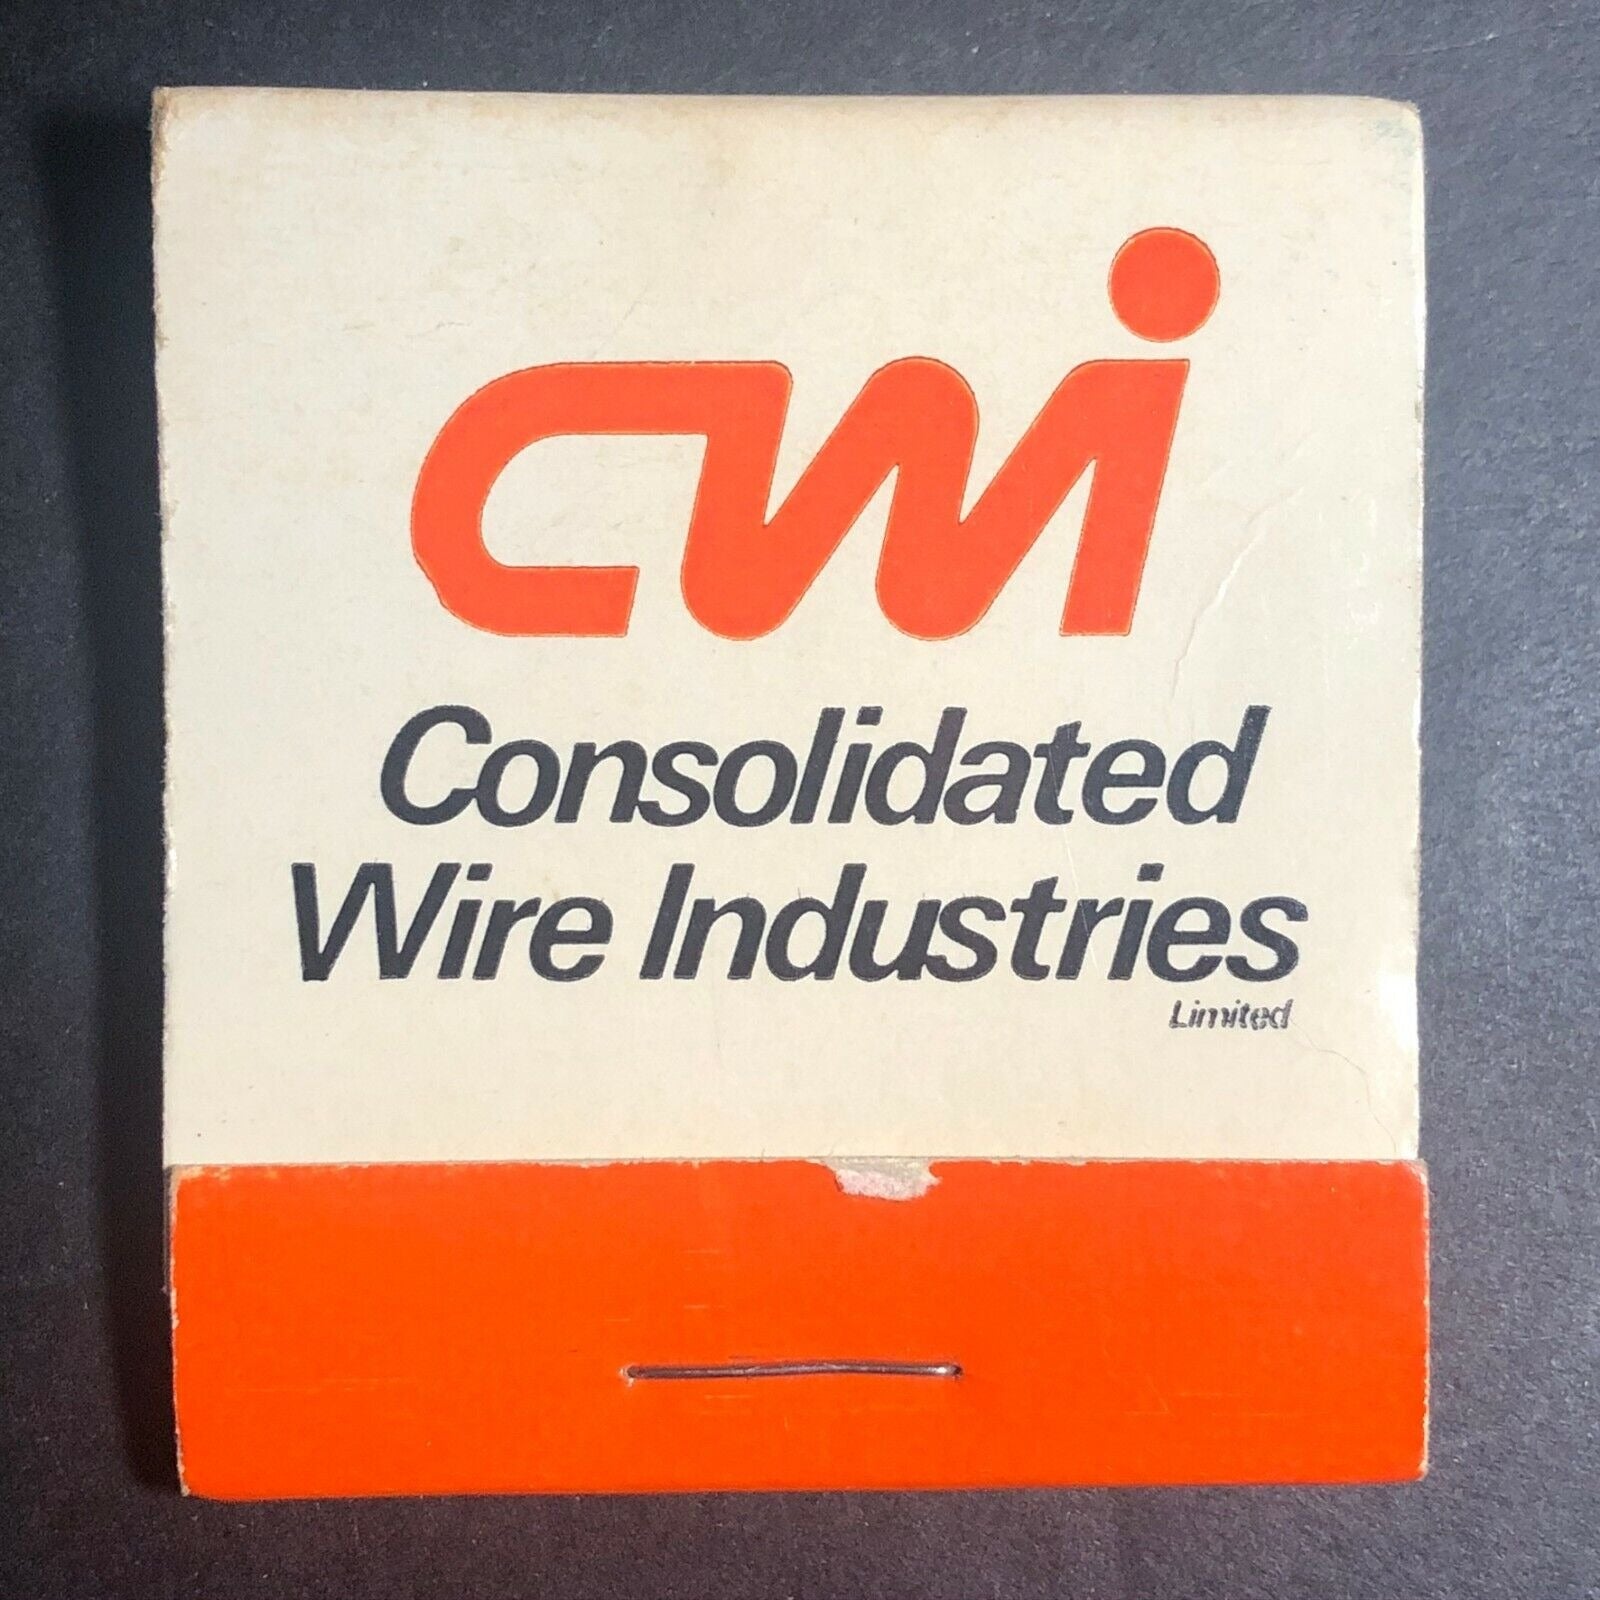 cwi
Consolidated
Wire Industries
Limited